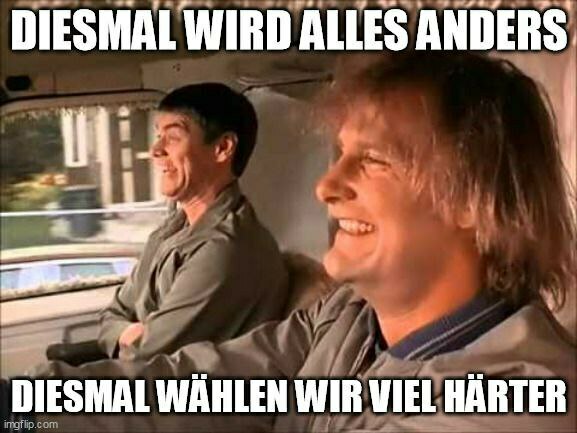 DIESMAL WIRD ALLES ANDERS
DIESMAL WÄHLEN WIR VIEL HÄRTER
imgflip.com